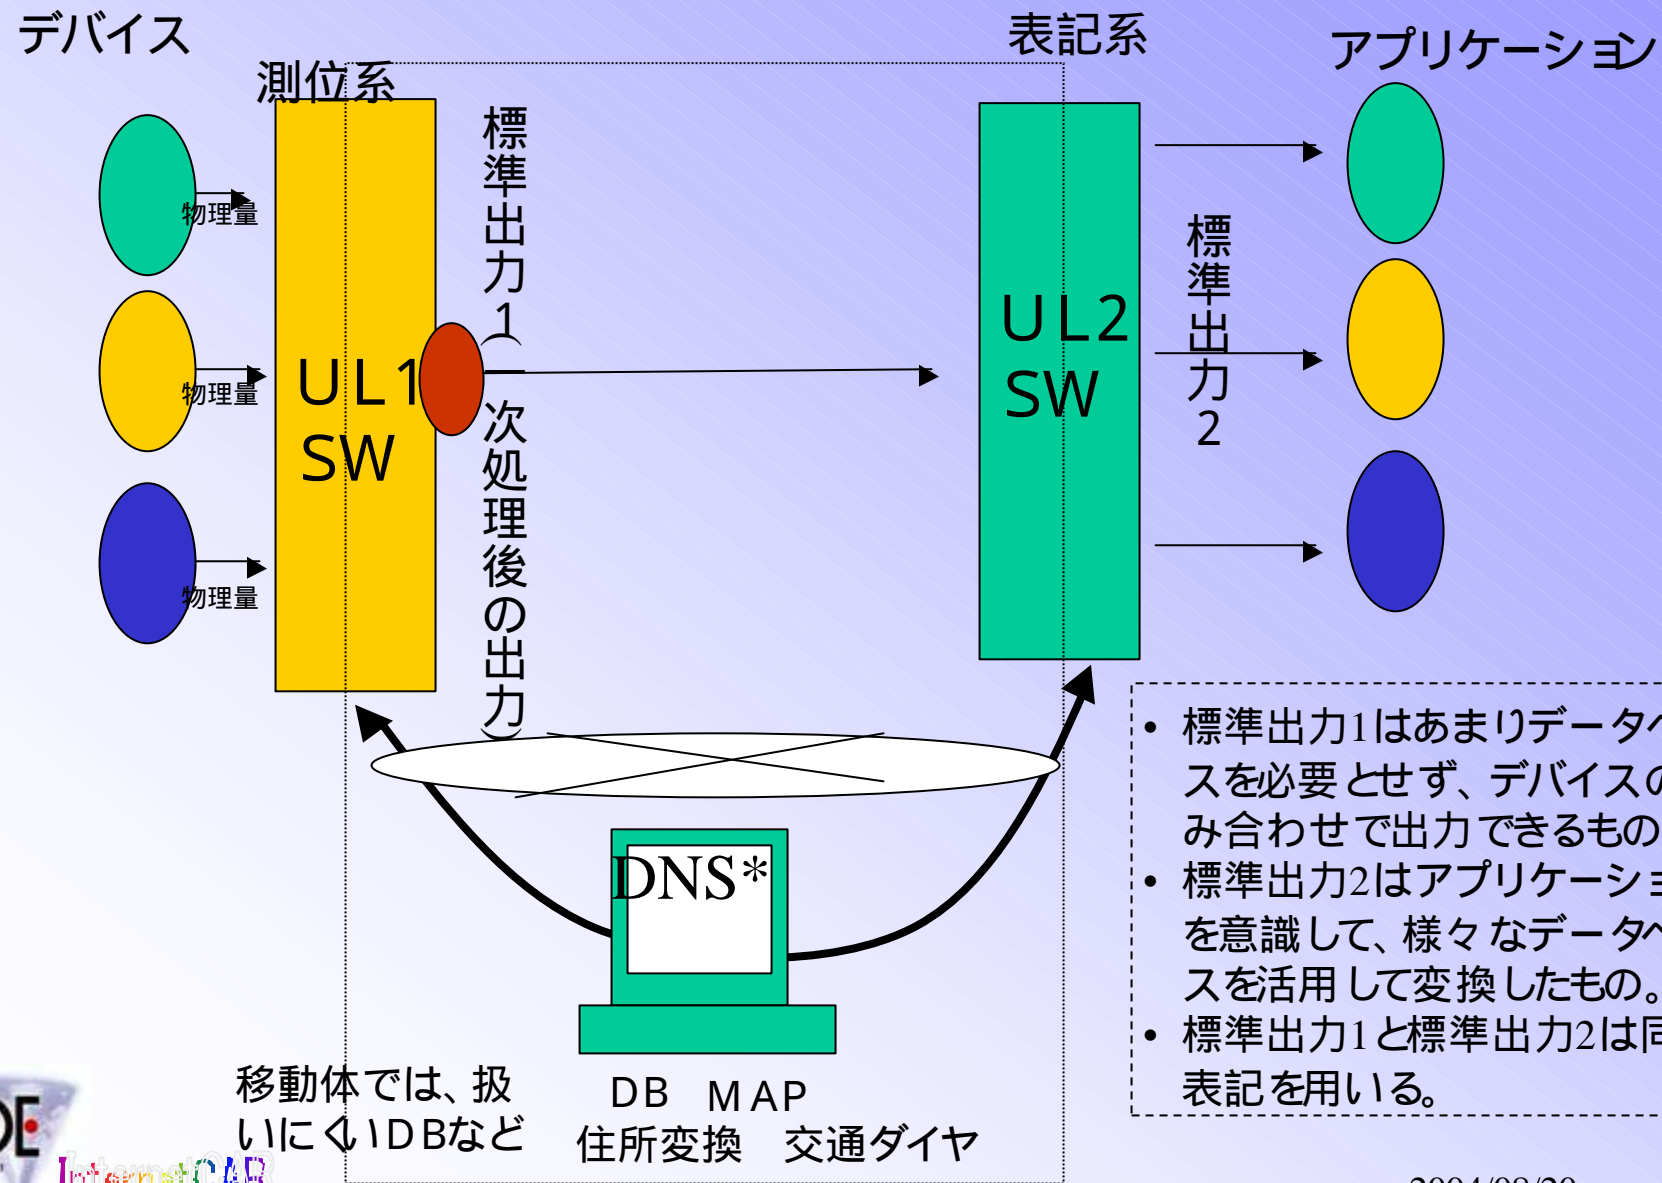 デバイス
測位系
表記系
アプリケーション
物理量
物理量
物理量
UL1
SW
標準出力1(一次処理後の出力)
UL2
SW
標準出力2
DNS*
DB MAP
住所変換 交通ダイヤ
移動体では、扱
いにくいDBなど
• 標準出力1はあまりデータベ
スを必要とせず、デバイスの
み合わせで出力できるもの
• 標準出力2はアプリケーショ
を意識して、様々なデータベ
スを活用して変換したもの。
• 標準出力1と標準出力2は同
表記を用いる。
InternetCAR